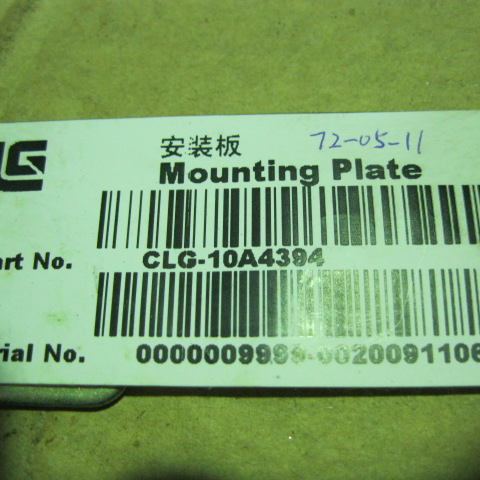 安装板 72-05-11
LG Mounting Plate
art No. CLG-10A4394
rial No. 0000009999-0020091106